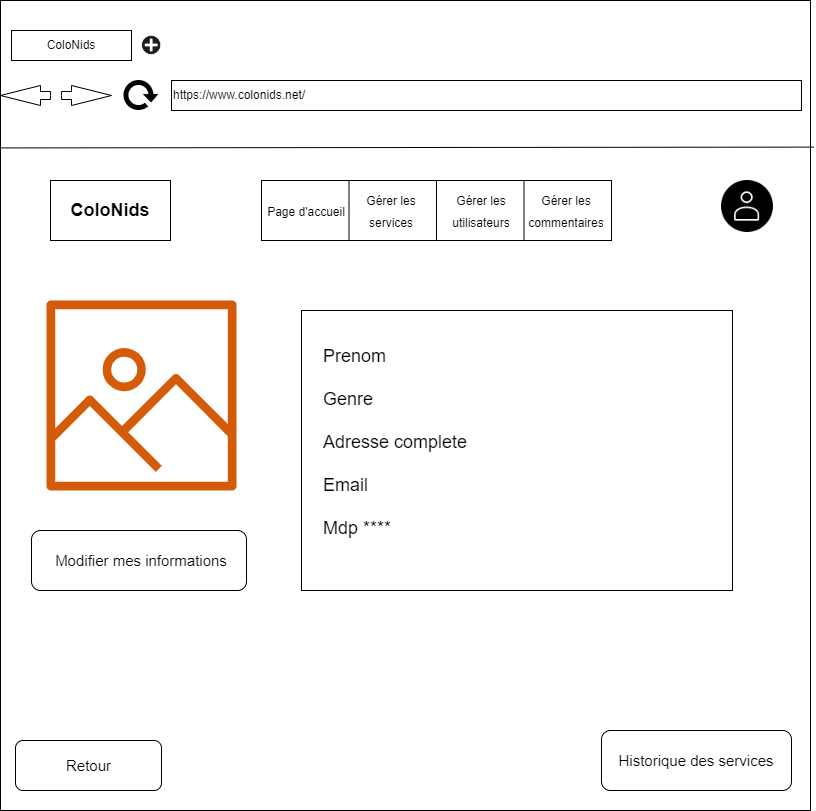 ColoNids
https://www.colonids.net/
ColoNids
Page d'accueil
Gérer les
services
Gérer les
utilisateurs
Gérer les
commentaires
Prenom
Genre
Adresse complete
Email
Mdp ****
Modifier mes informations
Retour
Historique des services